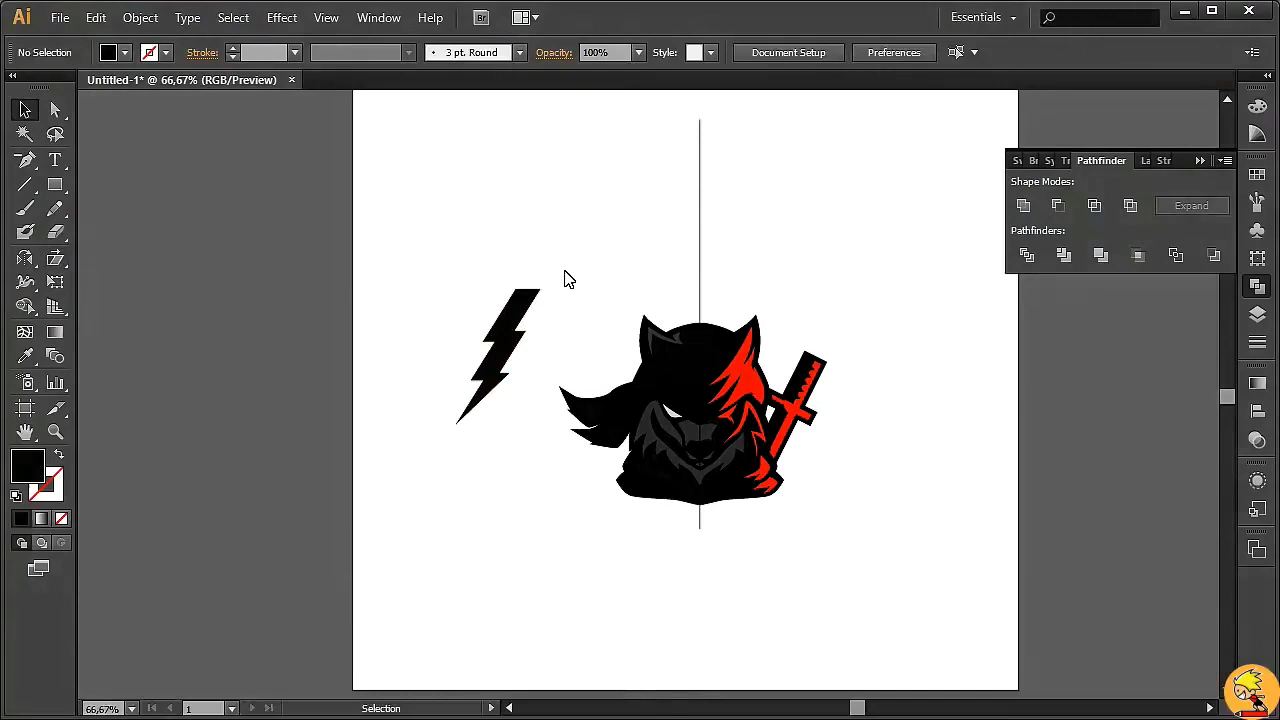 Ai File Edit Object Type Select Effect View Window Help Br Essentials
No Selection Stroke: 3 pt. Round Opacity: 100% Style: Document Setup Preferences
Untitled-1* @ 66,67% (RGB/Preview)
Pathfinder Str
Shape Modes:
Expand
Pathfinders:
T
66,67% 1 Selection